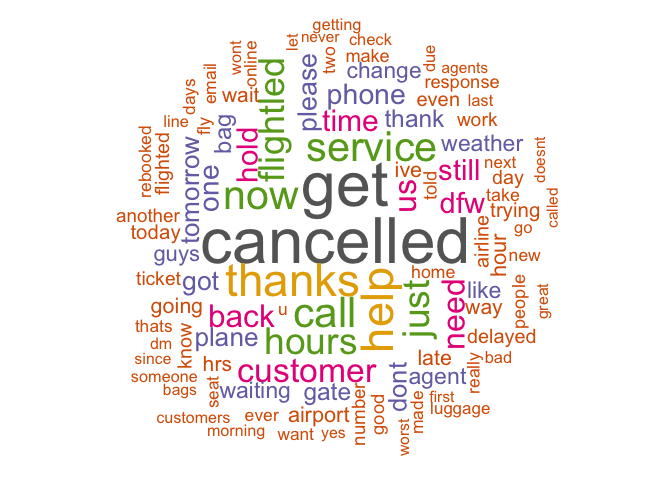 getting
never
let
two
check
make
due
wont
online
email
days
wait
line
fly
bag
rebooked
flighted
flightled
please
change
phone
even
response
agents
last
thank
work
time
hold
tomorrow
one
now
service
get
ive
us
told
still
weather
next
day
doesnt
dfw
take
trying
called
go
another
today
guys
cancelled
airline
hour
new
ticket
got
thanks
help
home
like
way
people
great
going
back
u
call
just
need
thats
dm
know
plane
hours
delayed
since
someone
bags
hrs
customer
late
bad
really
seat
waiting
gate
dont
agent
first
luggage
customers
ever
airport
number
good
made
worst
morning
want
yes